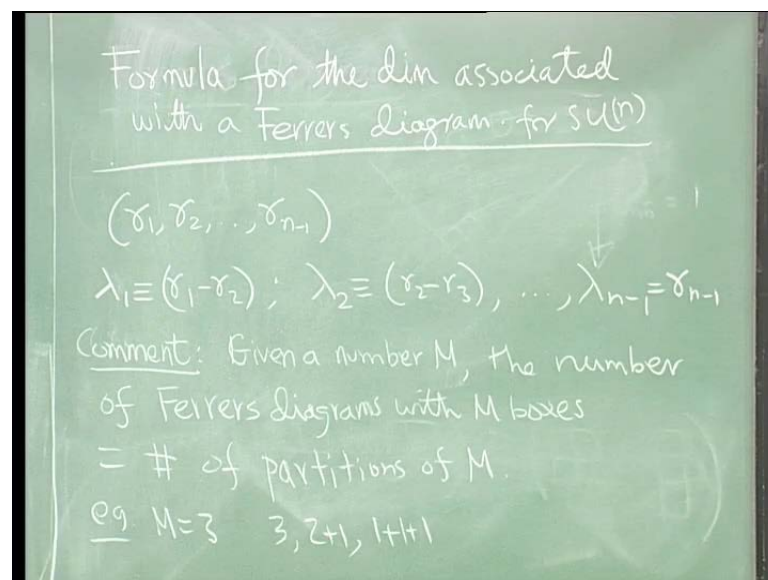 Formula for the dim associated
with a Ferrers diagram for SU(n)
(r₁, r₂, . . , rₙ₋₁)
= 1
λ₁ ≡ (r₁-r₂) ; λ₂ ≡ (r₂-r₃), ..., λₙ₋₁=rₙ₋₁
Comment: Given a number M, the number
of Ferrers diagrams with M boxes
= # of partitions of M.
eg. M=3 3, 2+1, 1+1+1